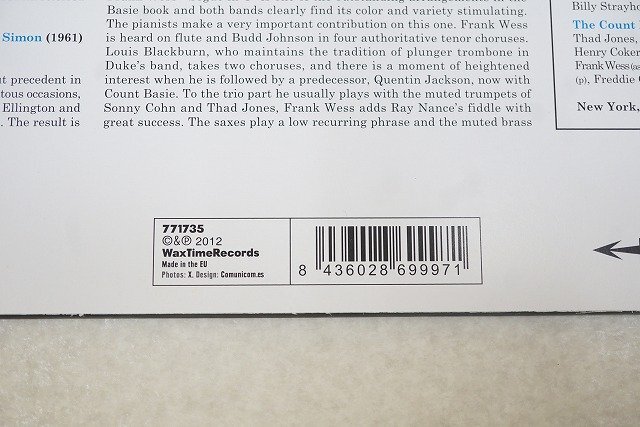 Simon (1961)
ut precedent in
tous occasions,
Ellington and
. The result is
Basie book and both bands clearly find its color and variety stimulating.
The pianists make a very important contribution on this one. Frank Wess
is heard on flute and Budd Johnson in four authoritative tenor choruses.
Louis Blackburn, who maintains the tradition of plunger trombone in
Duke's band, takes two choruses, and there is a moment of heightened
interest when he is followed by a predecessor, Quentin Jackson, now with
Count Basie. To the trio part he usually plays with the muted trumpets of
Sonny Cohn and Thad Jones, Frank Wess adds Ray Nance's fiddle with
great success. The saxes play a low recurring phrase and the muted brass
Billy Strayho
The Count
Thad Jones,
Henry Coker
Frank Wess (as
(p), Freddie
New York,
771735
©&℗ 2012
WaxTimeRecords
Made in the EU
Photos: X. Design: Comunicom.es
8 436028 699971